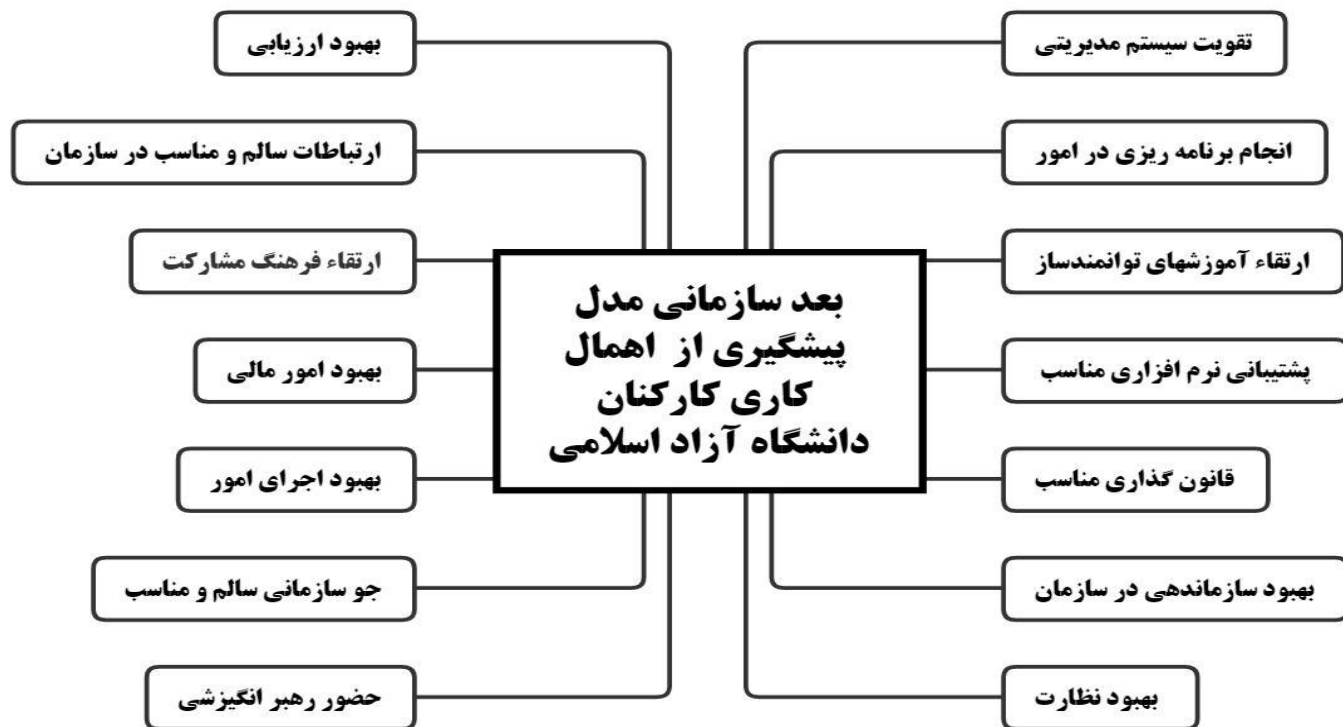 بعد سازمانی مدل
پیشگیری از اهمال
کاری کارکنان
دانشگاه آزاد اسلامی
تقویت سیستم مدیریتی
انجام برنامه ریزی در امور
ارتقاء آموزشهای توانمندساز
پشتیبانی نرم افزاری مناسب
قانون گذاری مناسب
بهبود سازماندهی در سازمان
بهبود نظارت
بهبود ارزیابی
ارتباطات سالم و مناسب در سازمان
ارتقاء فرهنگ مشارکت
بهبود امور مالی
بهبود اجرای امور
جو سازمانی سالم و مناسب
حضور رهبر انگیزشی